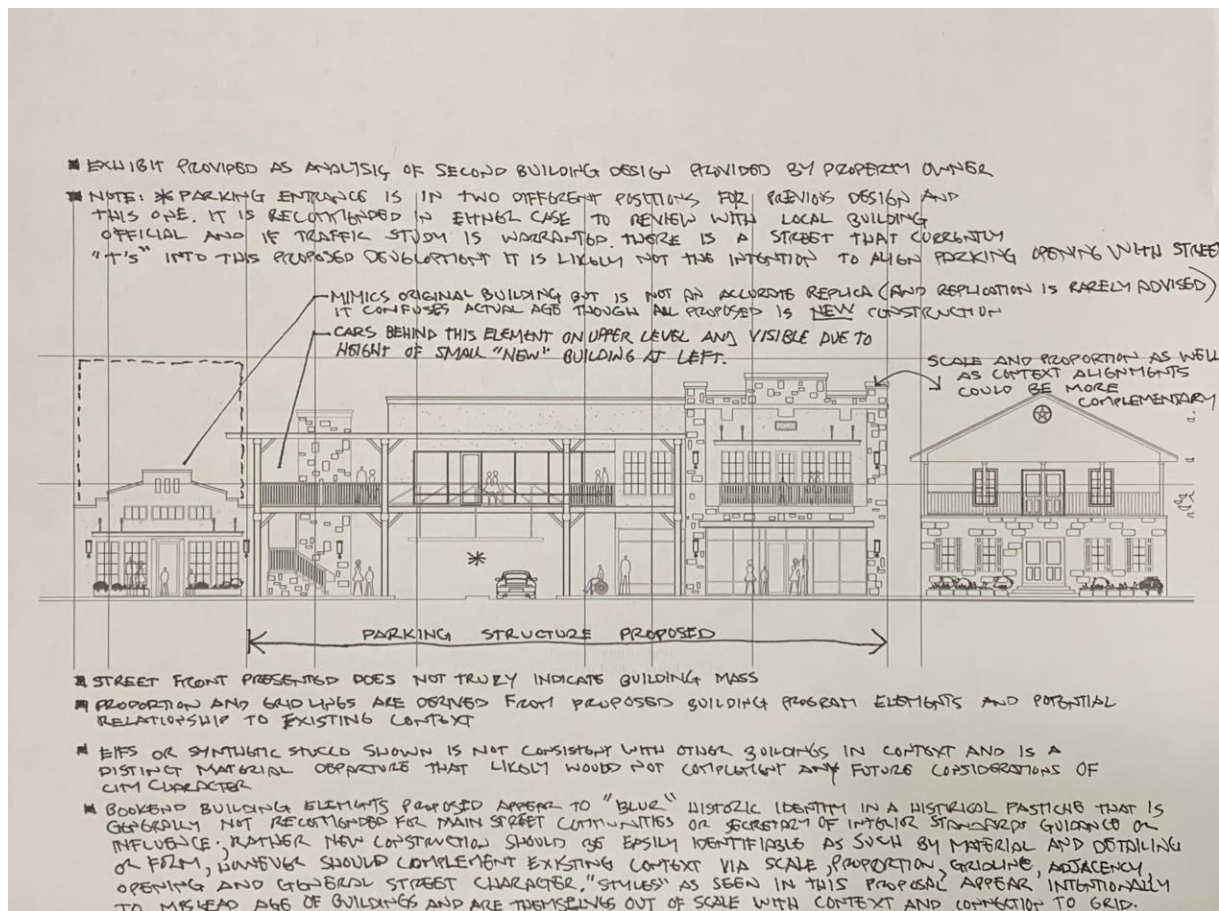 ■ EXHIBIT PROVIDED AS ANALYSIS OF SECOND BUILDING DESIGN PROVIDED BY PROPERTY OWNER
■ NOTE: * PARKING ENTRANCE IS IN TWO DIFFERENT POSITIONS FOR PREVIOUS DESIGN AND
THIS ONE. IT IS RECOMMENDED IN EITHER CASE TO REVIEW WITH LOCAL BUILDING
OFFICIAL AND IF TRAFFIC STUDY IS WARRANTED. THERE IS A STREET THAT CURRENTLY
"T'S" INTO THIS PROPOSED DEVELOPMENT IT IS LIKELY NOT THE INTENTION TO ALIGN PARKING OPENING WITH STREET
MIMICS ORIGINAL BUILDING BUT IS NOT AN ACCURATE REPLICA (AND REPLICATION IS RARELY ADVISED)
IT CONFUSES ACTUAL AGE THOUGH ALL PROPOSED IS NEW CONSTRUCTION
CARS BEHIND THIS ELEMENT ON UPPER LEVEL AND VISIBLE DUE TO
HEIGHT OF SMALL "NEW" BUILDING AT LEFT.
SCALE AND PROPORTION AS WELL
AS CONTEXT ALIGNMENTS
COULD BE MORE
COMPLEMENTARY
*
PARKING STRUCTURE PROPOSED
■ STREET FRONT PRESENTED DOES NOT TRULY INDICATE BUILDING MASS
■ PROPORTION AND GRID LINES ARE DERIVED FROM PROPOSED BUILDING PROGRAM ELEMENTS AND POTENTIAL
RELATIONSHIP TO EXISTING CONTEXT
■ EIFS OR SYNTHETIC STUCCO SHOWN IS NOT CONSISTENT WITH OTHER BUILDINGS IN CONTEXT AND IS A
DISTINCT MATERIAL DEPARTURE THAT LIKELY WOULD NOT COMPLEMENT ANY FUTURE CONSIDERATIONS OF
CITY CHARACTER
■ BOOKEND BUILDING ELEMENTS PROPOSED APPEAR TO "BLUR" HISTORIC IDENTITY IN A HISTRICAL PASTICHE THAT IS
GENERALLY NOT RECOMMENDED FOR MAIN STREET COMMUNITIES OR SECRETARY OF INTERIOR STANDARDS GUIDANCE OR
INFLUENCE. RATHER NEW CONSTRUCTION SHOULD BE EASILY IDENTIFIABLE AS SUCH BY MATERIAL AND DETAILING
OR FORM, HOWEVER SHOULD COMPLEMENT EXISTING CONTEXT VIA SCALE, PROPORTION, GRIDLINE, ADJACENCY,
OPENING AND GENERAL STREET CHARACTER. "STYLES" AS SEEN IN THIS PROPOSAL APPEAR INTENTIONALLY
TO MISLEAD AGE OF BUILDINGS AND ARE THEMSELVES OUT OF SCALE WITH CONTEXT AND CONNECTION TO GRID.